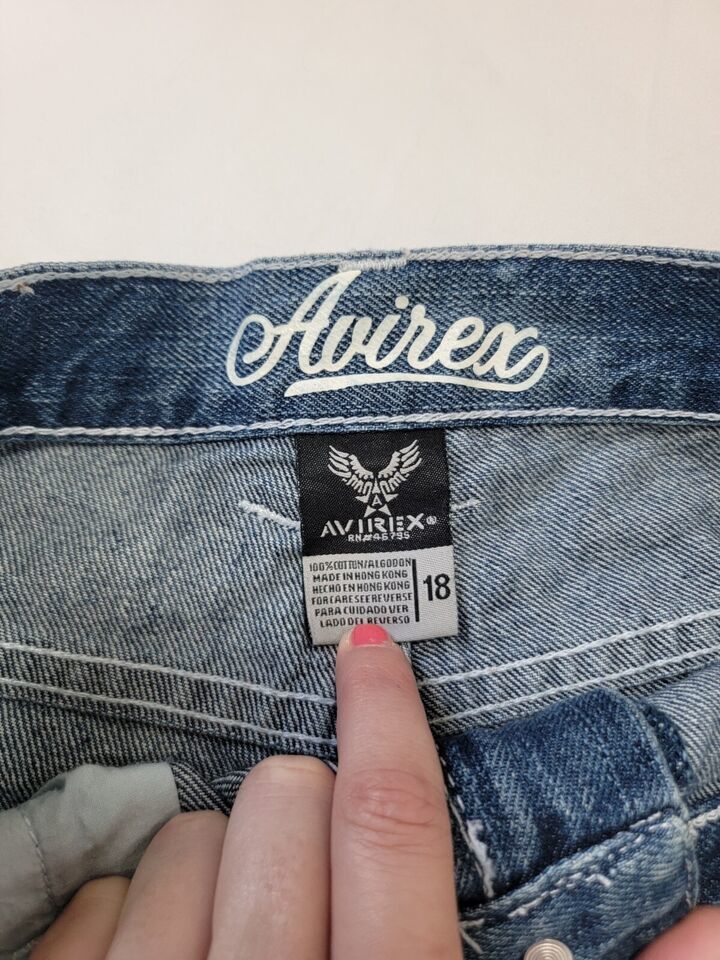 Avirex
A
AVIREX®
RN#46795
100% COTTON/ALGODON
MADE IN HONG KONG
HECHO EN HONG KONG
FOR CARE SEE REVERSE
PARA CUIDADO VER
LADO DEL REVERSO
18